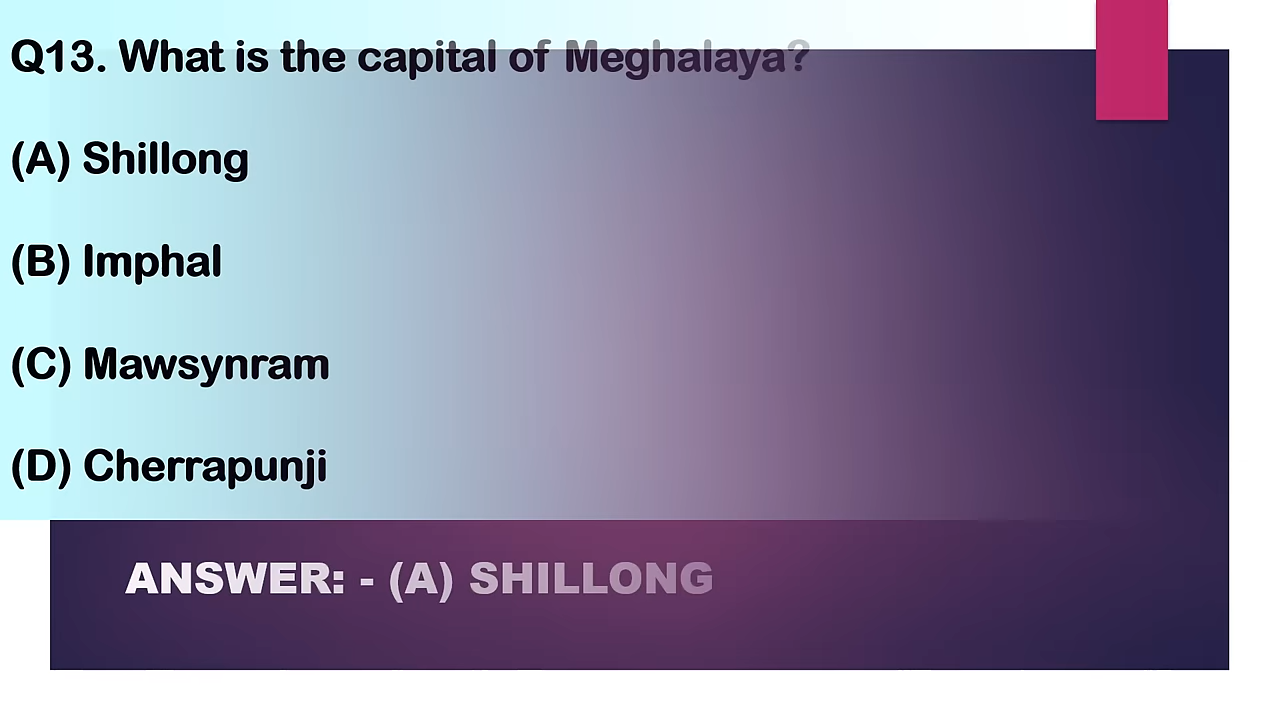 Q13. What is the capital of Meghalaya?
(A) Shillong
(B) Imphal
(C) Mawsynram
(D) Cherrapunji
ANSWER: - (A) SHILLONG